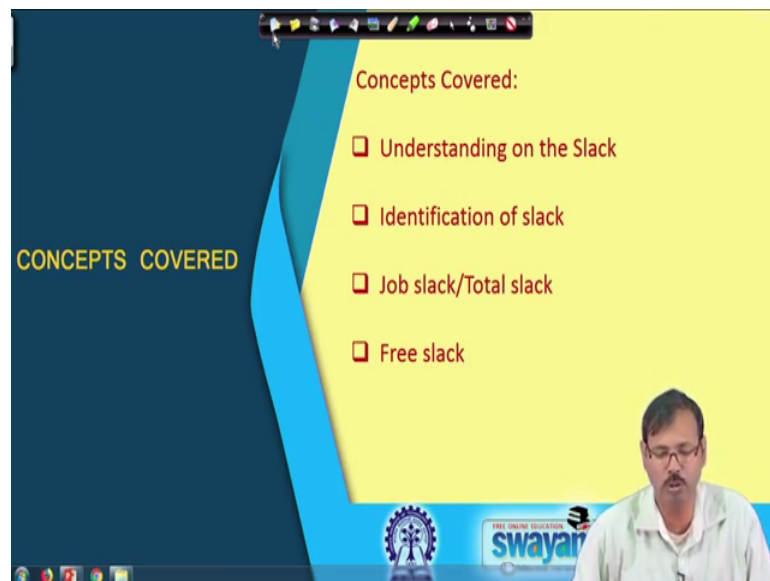 Concepts Covered:
❑ Understanding on the Slack
❑ Identification of slack
CONCEPTS COVERED
❑ Job slack/Total slack
❑ Free slack
FREE ONLINE EDUCATION
swayam